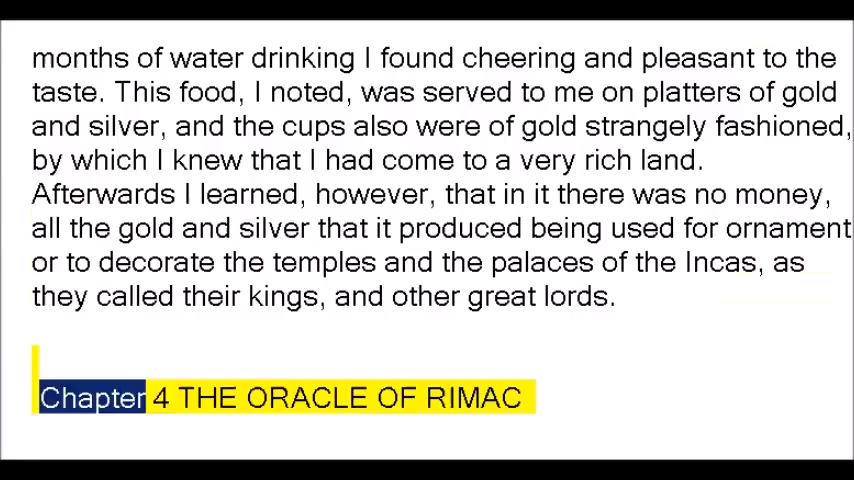 months of water drinking I found cheering and pleasant to the
taste. This food, I noted, was served to me on platters of gold
and silver, and the cups also were of gold strangely fashioned,
by which I knew that I had come to a very rich land.
Afterwards I learned, however, that in it there was no money,
all the gold and silver that it produced being used for ornament
or to decorate the temples and the palaces of the Incas, as
they called their kings, and other great lords.
Chapter 4 THE ORACLE OF RIMAC